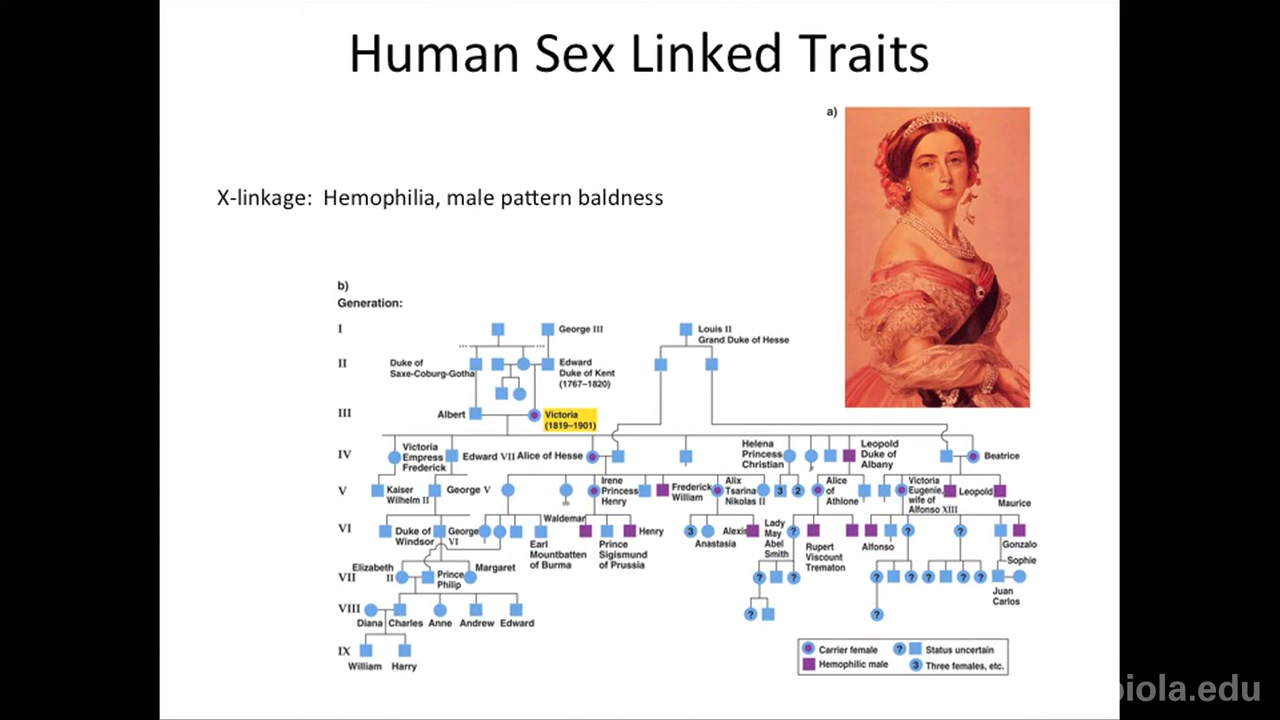 Human Sex Linked Traits
a)
X-linkage: Hemophilia, male pattern baldness
b)
Generation:
I
George III
Louis II
Grand Duke of Hesse
II
Duke of
Saxe-Coburg-Gotha
Edward
Duke of Kent
(1767–1820)
III
Albert
Victoria
(1819–1901)
IV
Victoria
Empress
Frederick
Edward VII
Alice of Hesse
Helena
Princess
Christian
Leopold
Duke of
Albany
Beatrice
V
Kaiser
Wilhelm II
George V
Irene
Princess
Henry
Frederick
William
Alix
Tsarina
Nikolas II
3
2
Alice
of
Athlone
Victoria
Eugenie,
wife of
Alfonso XIII
Leopold
Maurice
VI
Duke of
Windsor
George
VI
Earl
Mountbatten
of Burma
Waldemar
Prince
Sigismund
of Prussia
Henry
3
Anastasia
Alexis
Lady
May
Abel
Smith
?
Rupert
Viscount
Trematon
Alfonso
?
?
Gonzalo
VII
Elizabeth
II
Prince
Philip
Margaret
?
?
?
?
?
?
?
Sophie
Juan
Carlos
VIII
Diana
Charles
Anne
Andrew
Edward
?
?
IX
William
Harry
Carrier female
? Status uncertain
Hemophilic male
3 Three females, etc.
biola.edu